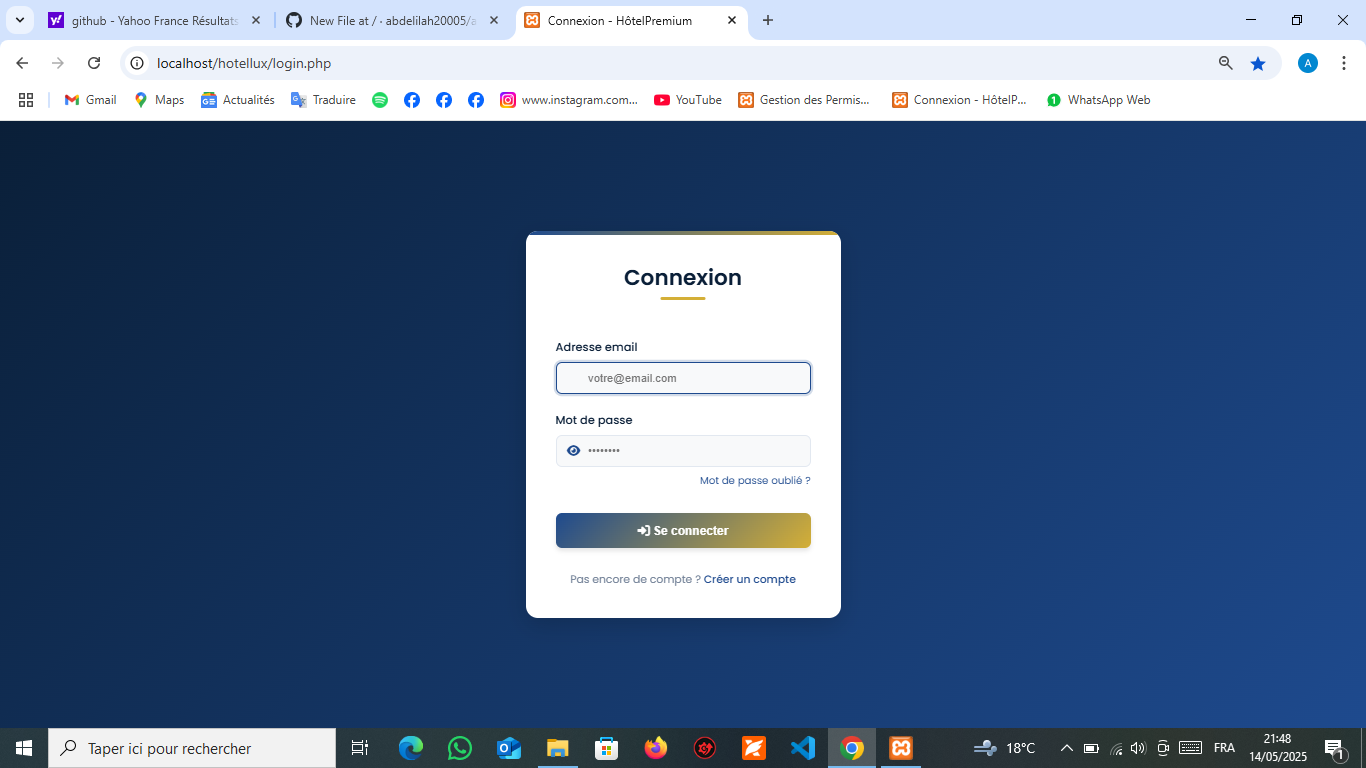 github - Yahoo France Résultats
New File at / · abdelilah20005/a
Connexion - HôtelPremium
localhost/hotellux/login.php
A
Gmail
Maps
Actualités
Traduire
www.instagram.com...
YouTube
Gestion des Permis...
Connexion - HôtelP...
WhatsApp Web
Connexion
Adresse email
votre@email.com
Mot de passe
••••••••
Mot de passe oublié ?
Se connecter
Pas encore de compte ? Créer un compte
Taper ici pour rechercher
18°C
FRA
21:48
14/05/2025
1